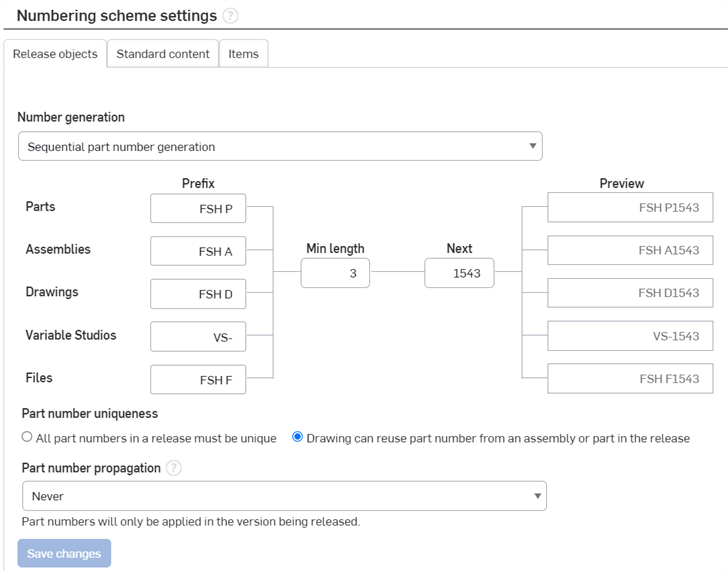 Numbering scheme settings ?
Release objects Standard content Items
Number generation
Sequential part number generation
Prefix Preview
Parts FSH P FSH P1543
Assemblies FSH A Min length Next FSH A1543
3 1543
Drawings FSH D FSH D1543
Variable Studios VS- VS-1543
Files FSH F FSH F1543
Part number uniqueness
All part numbers in a release must be unique Drawing can reuse part number from an assembly or part in the release
Part number propagation ?
Never
Part numbers will only be applied in the version being released.
Save changes